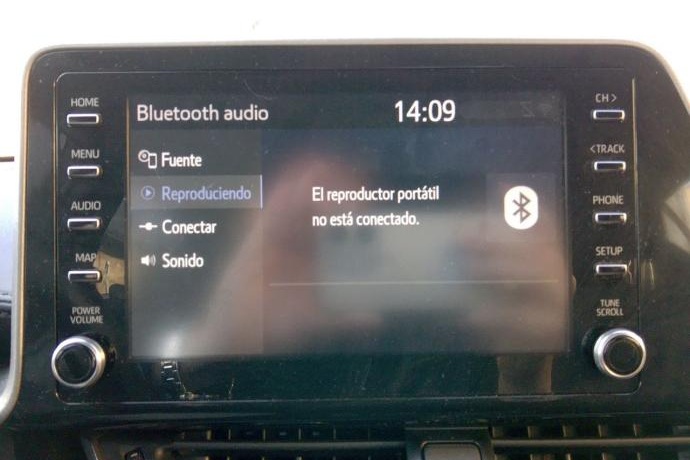 Bluetooth audio
14:09
Fuente
Reproduciendo
Conectar
Sonido
El reproductor portátil
no está conectado.
HOME
MENU
AUDIO
MAP
POWER
VOLUME
CH >
<TRACK
PHONE
SETUP
TUNE
SCROLL